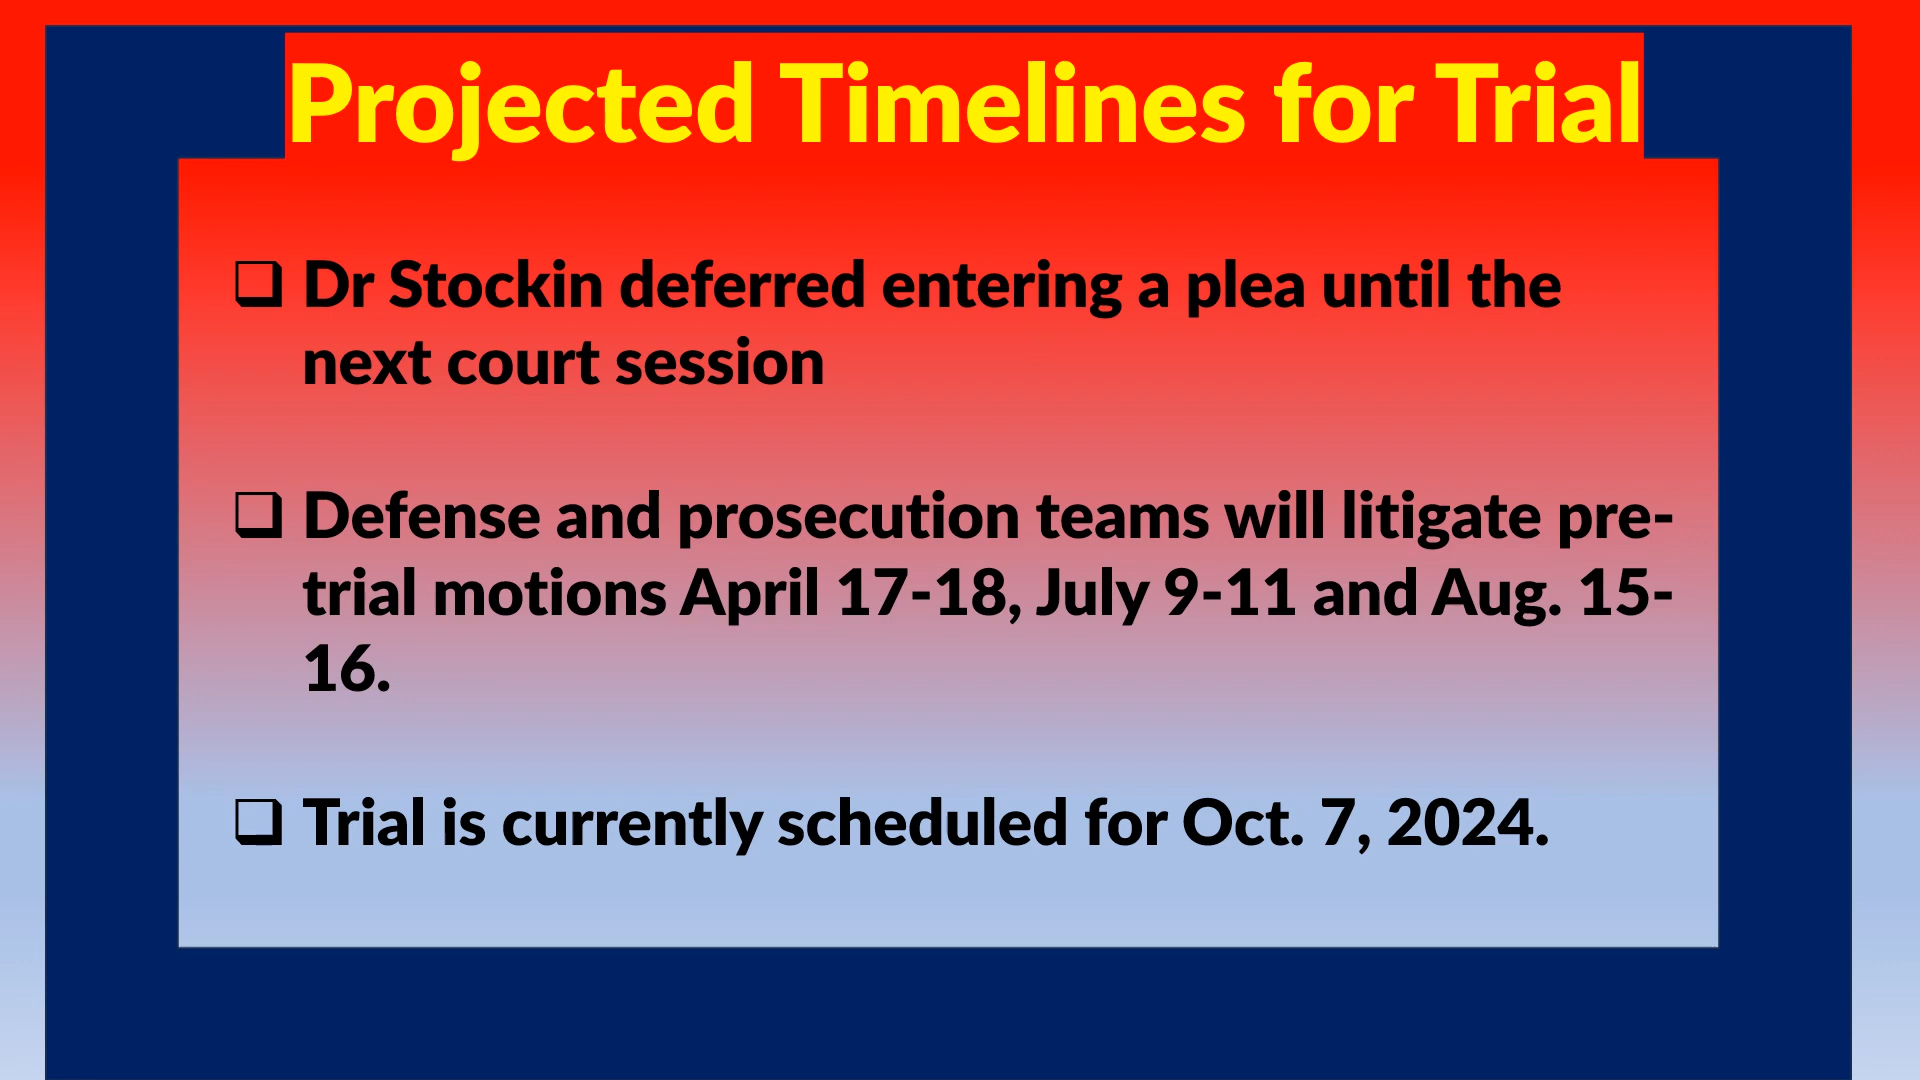 Projected Timelines for Trial
❑ Dr Stockin deferred entering a plea until the
next court session
❑ Defense and prosecution teams will litigate pre-
trial motions April 17-18, July 9-11 and Aug. 15-
16.
❑ Trial is currently scheduled for Oct. 7, 2024.